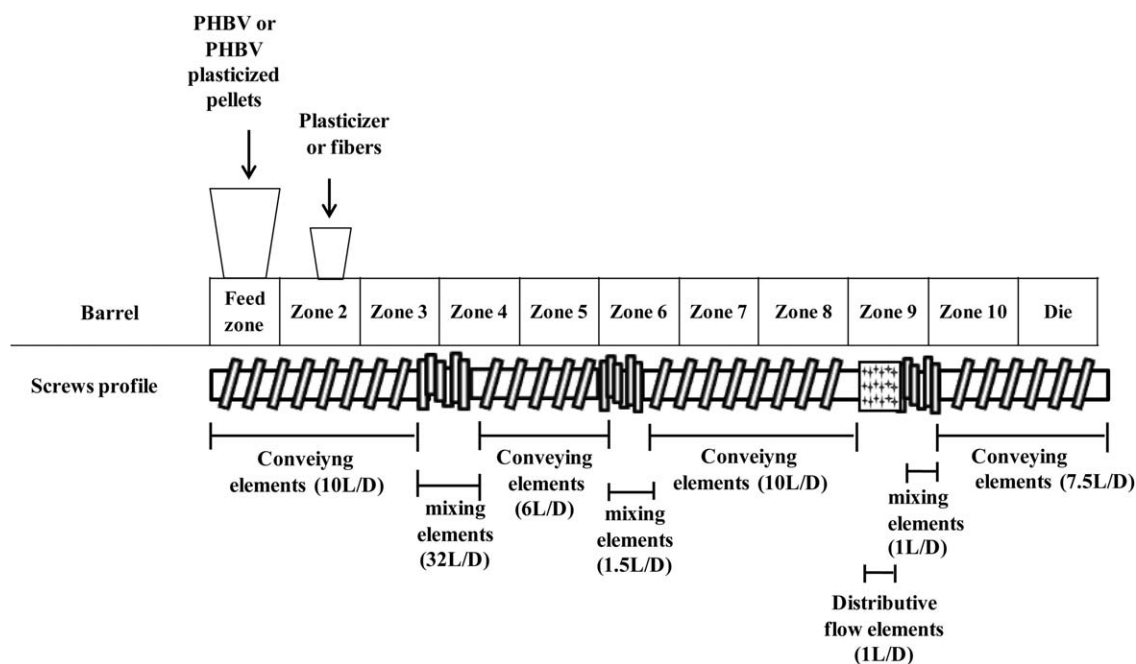 PHBV or
PHBV
plasticized
pellets
Plasticizer
or fibers
Barrel
Feed
zone
Zone 2
Zone 3
Zone 4
Zone 5
Zone 6
Zone 7
Zone 8
Zone 9
Zone 10
Die
Screws profile
Conveiyng
elements (10L/D)
mixing
elements
(32L/D)
Conveying
elements
(6L/D)
mixing
elements
(1.5L/D)
Conveiyng
elements (10L/D)
mixing
elements
(1L/D)
Distributive
flow elements
(1L/D)
Conveying
elements (7.5L/D)